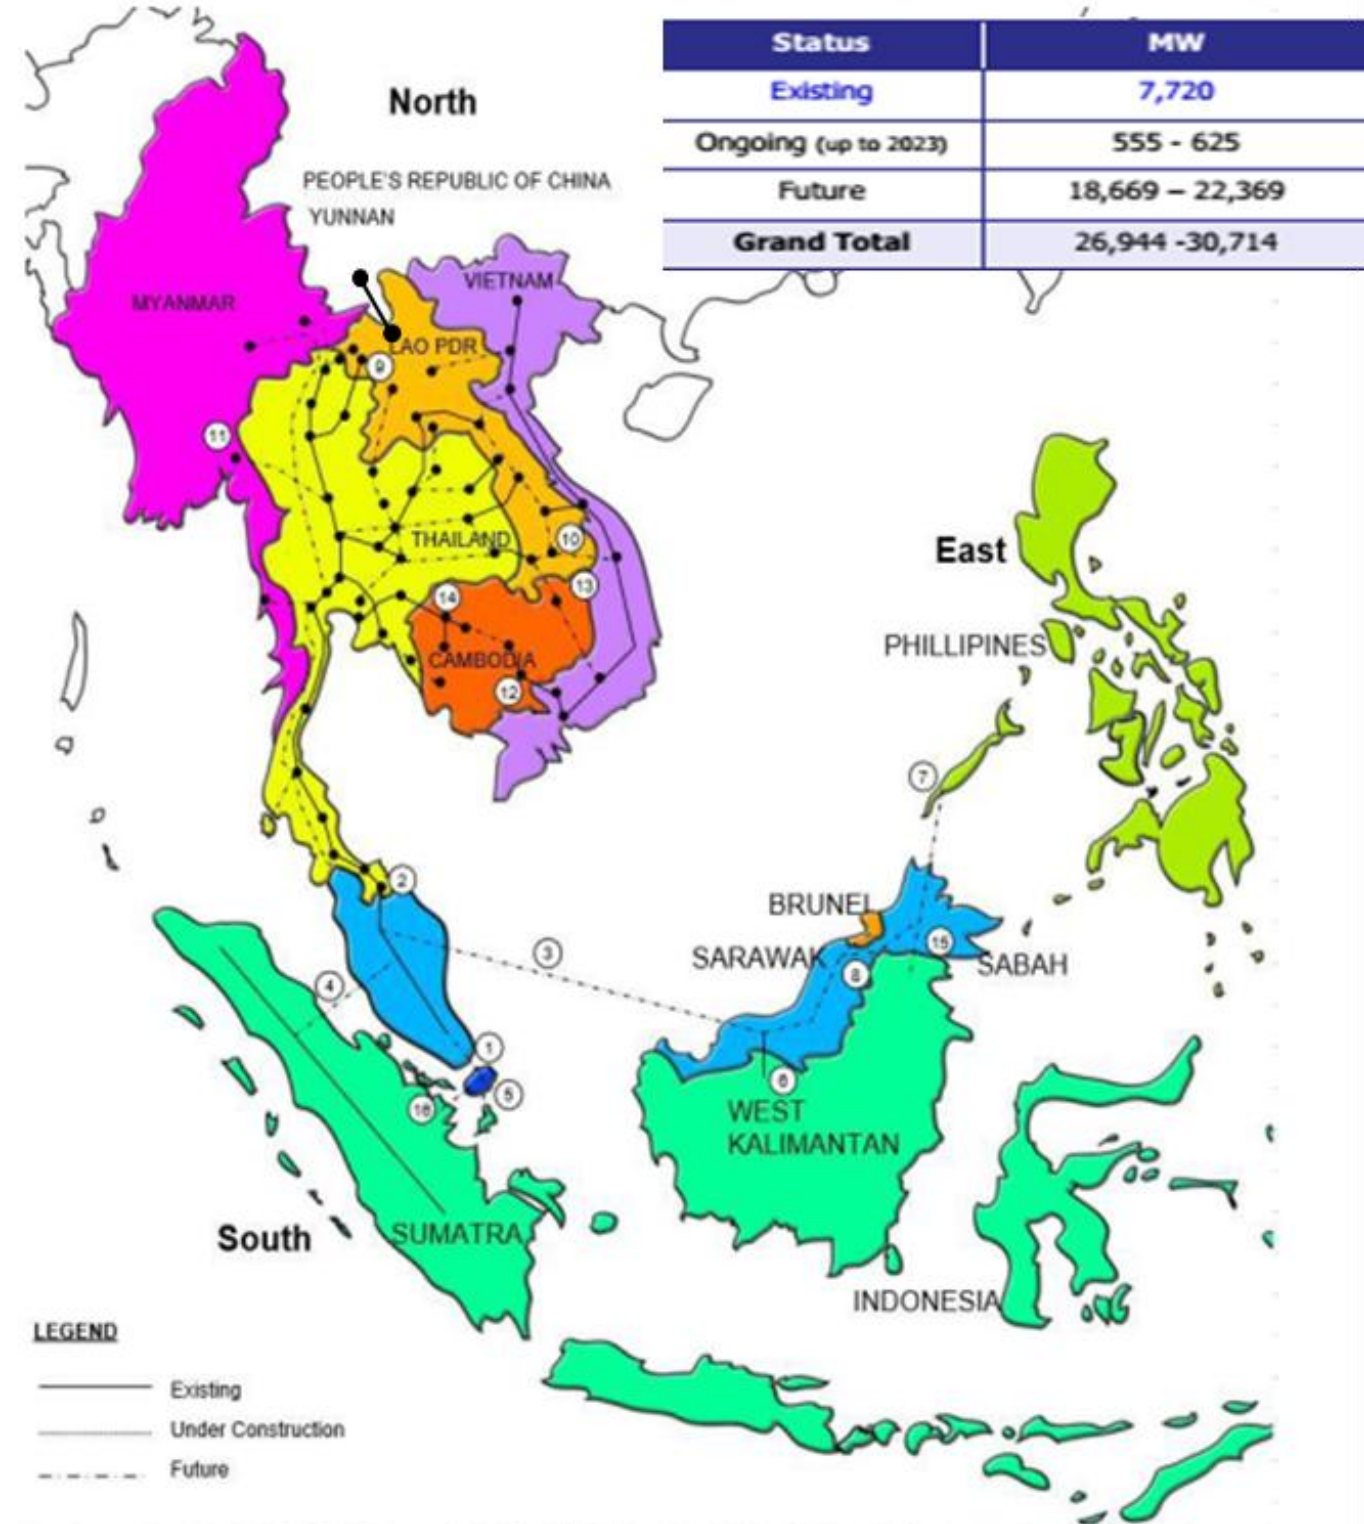 Status MW
Existing 7,720
Ongoing (up to 2023) 555 - 625
Future 18,669 – 22,369
Grand Total 26,944 -30,714
North
PEOPLE'S REPUBLIC OF CHINA
YUNNAN
VIETNAM
MYANMAR
LAO PDR
9
11
THAILAND
10
East
13
14
PHILLIPINES
CAMBODIA
12
7
2
BRUNEI
3
15
SARAWAK
SABAH
8
4
1
6
5
16
WEST
KALIMANTAN
South
SUMATRA
INDONESIA
LEGEND
Existing
Under Construction
Future